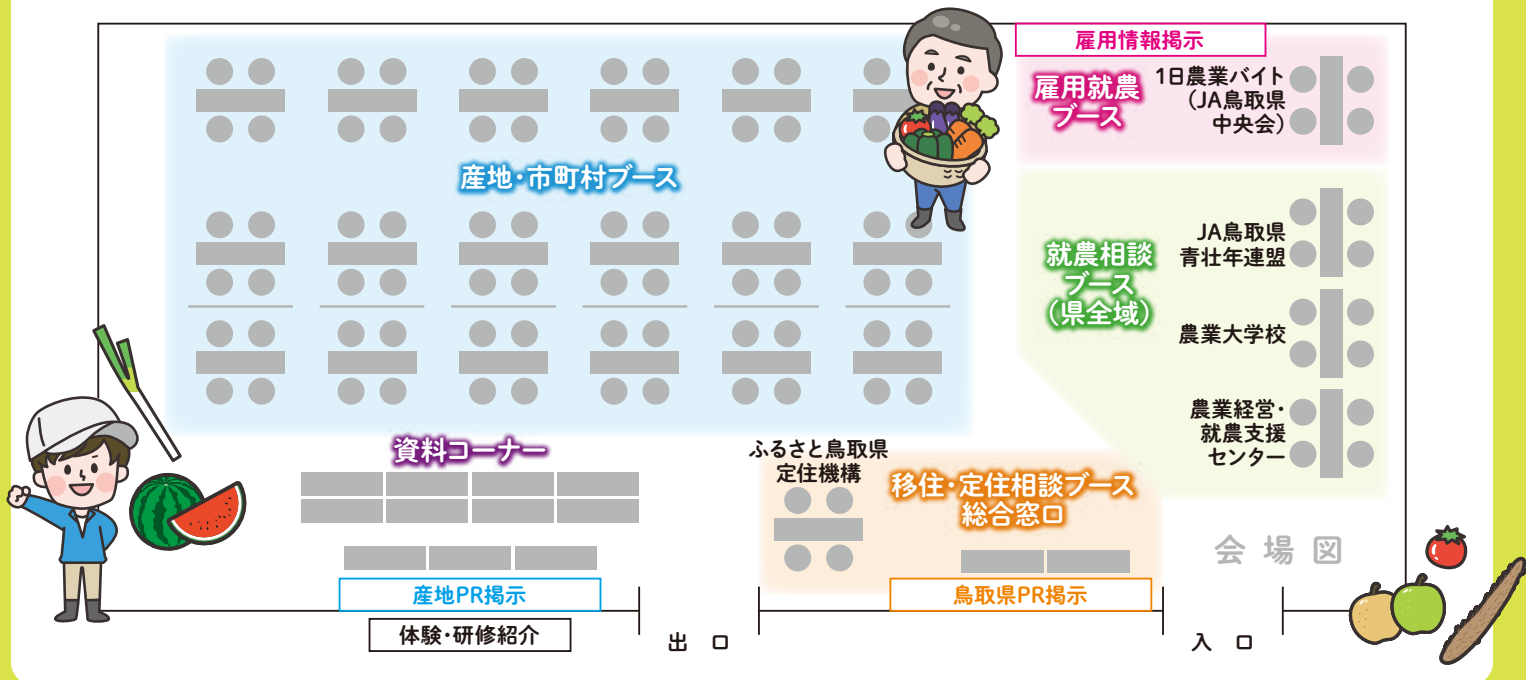 雇用情報掲示
雇用就農
ブース
1日農業バイト
(JA鳥取県
中央会)
産地・市町村ブース
就農相談
ブース
(県全域)
JA鳥取県
青壮年連盟
農業大学校
農業経営・
就農支援
センター
資料コーナー
ふるさと鳥取県
定住機構
移住・定住相談ブース
総合窓口
会場図
産地PR掲示
鳥取県PR掲示
体験・研修紹介
出口
入口